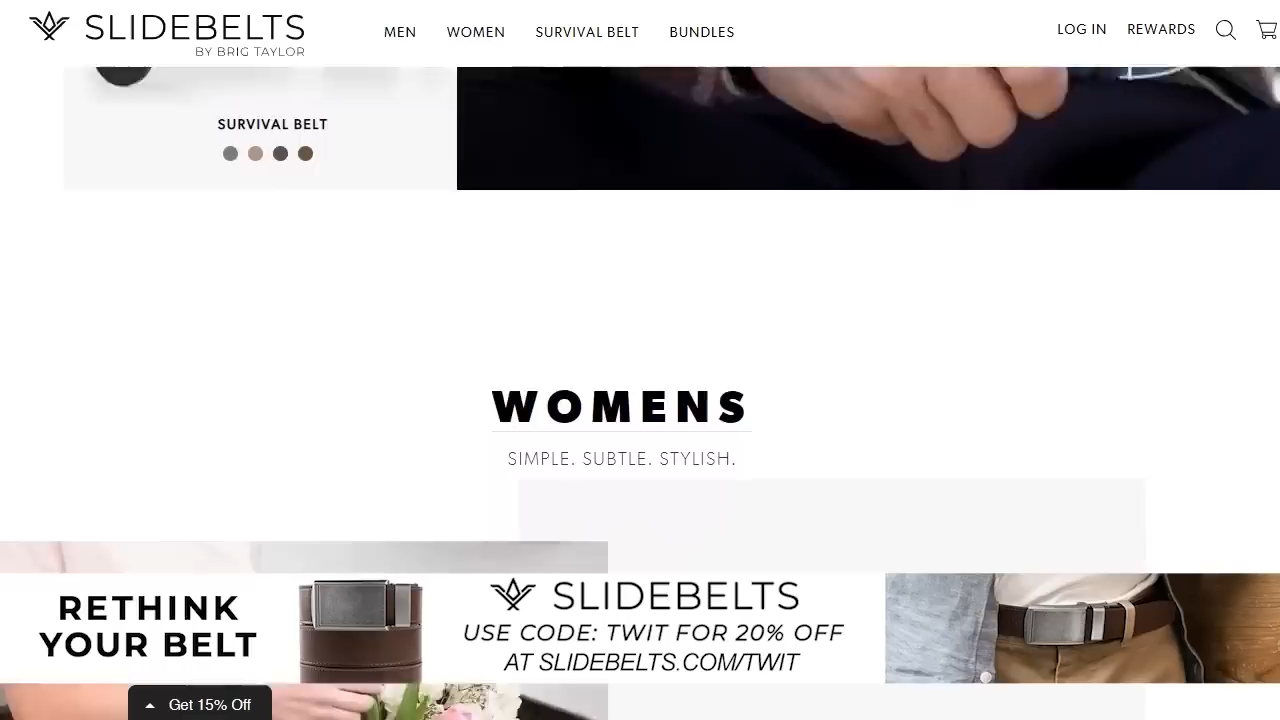 SLIDEBELTS
BY BRIG TAYLOR
MEN WOMEN SURVIVAL BELT BUNDLES
LOG IN REWARDS
SURVIVAL BELT
WOMENS
SIMPLE. SUBTLE. STYLISH.
RETHINK
YOUR BELT
SLIDEBELTS
USE CODE: TWIT FOR 20% OFF
AT SLIDEBELTS.COM/TWIT
Get 15% Off